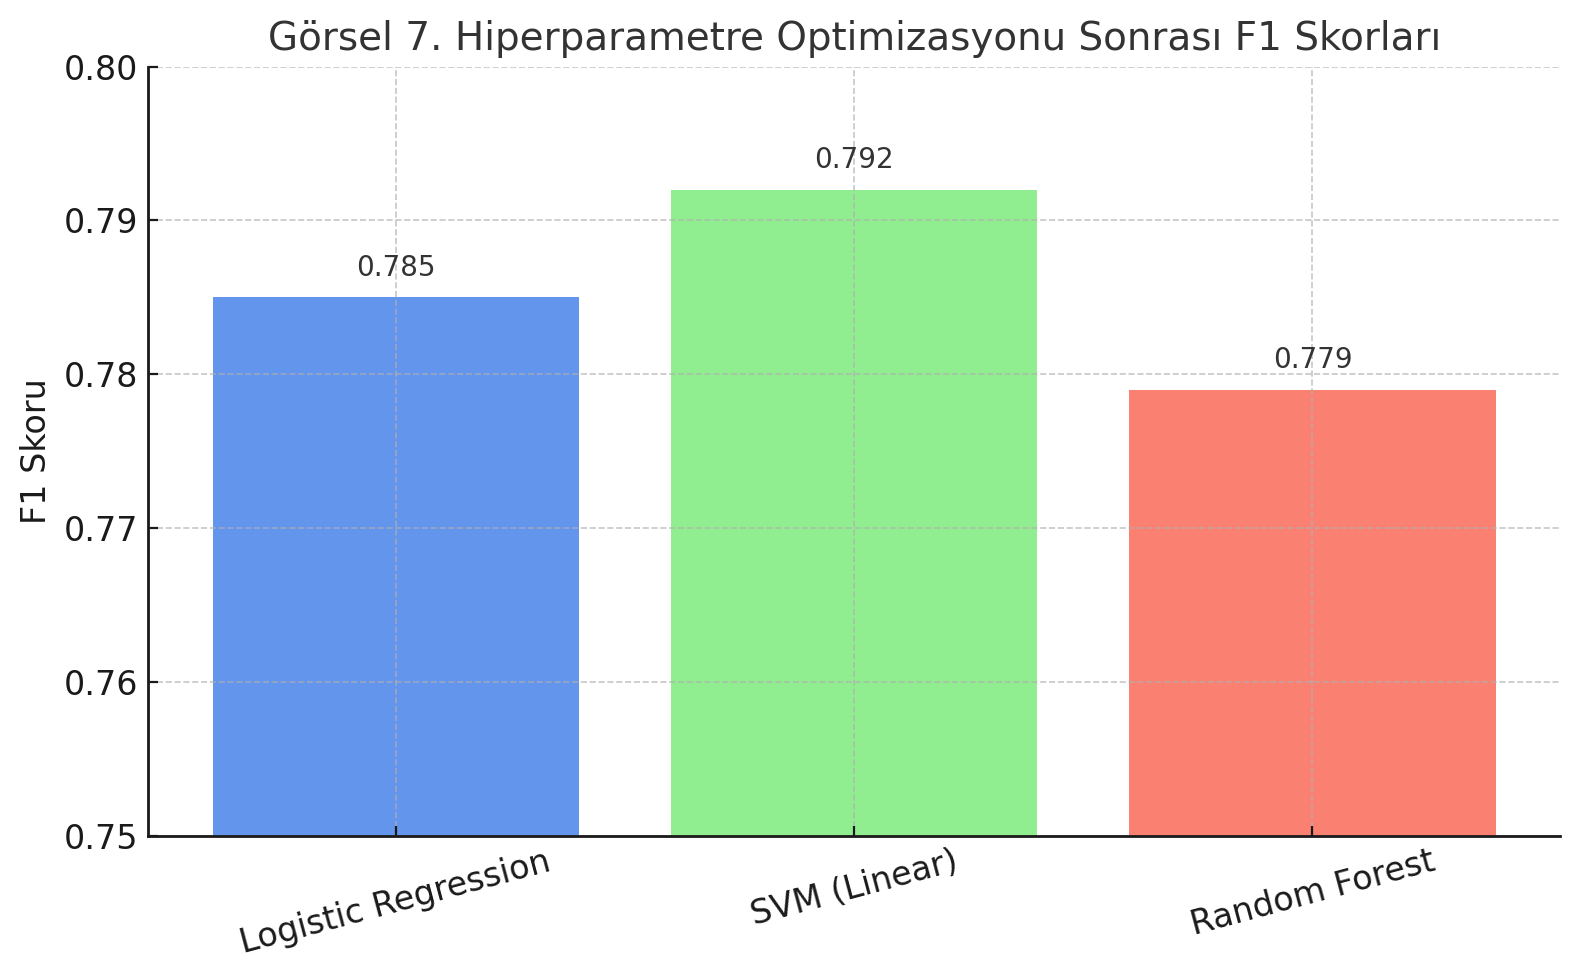 Görsel 7. Hiperparametre Optimizasyonu Sonrası F1 Skorları
0.80
0.79
0.78
0.77
0.76
0.75
F1 Skoru
0.785
0.792
0.779
Logistic Regression
SVM (Linear)
Random Forest